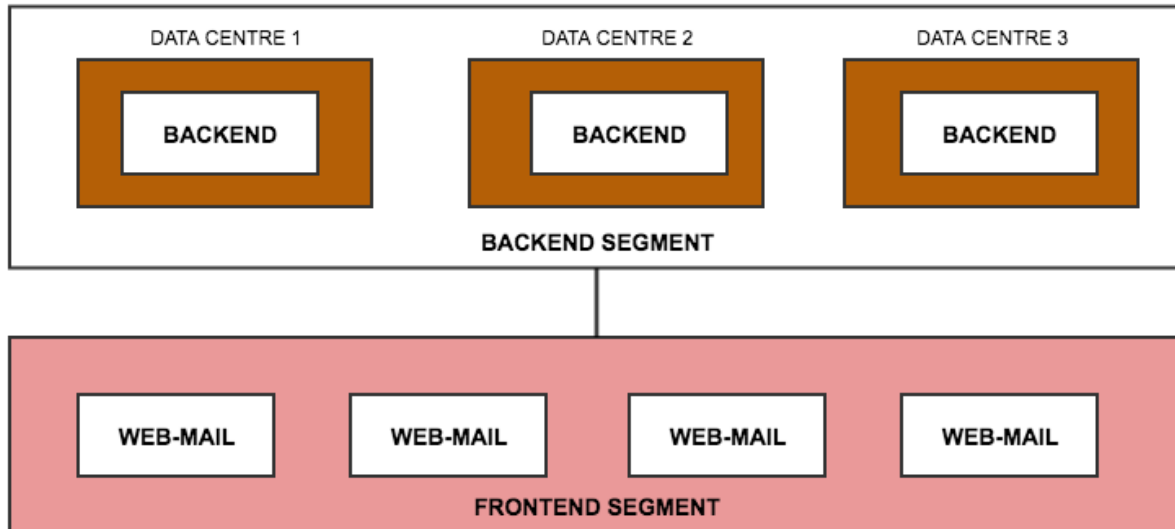 DATA CENTRE 1 DATA CENTRE 2 DATA CENTRE 3
BACKEND BACKEND BACKEND
BACKEND SEGMENT
WEB-MAIL WEB-MAIL WEB-MAIL WEB-MAIL
FRONTEND SEGMENT